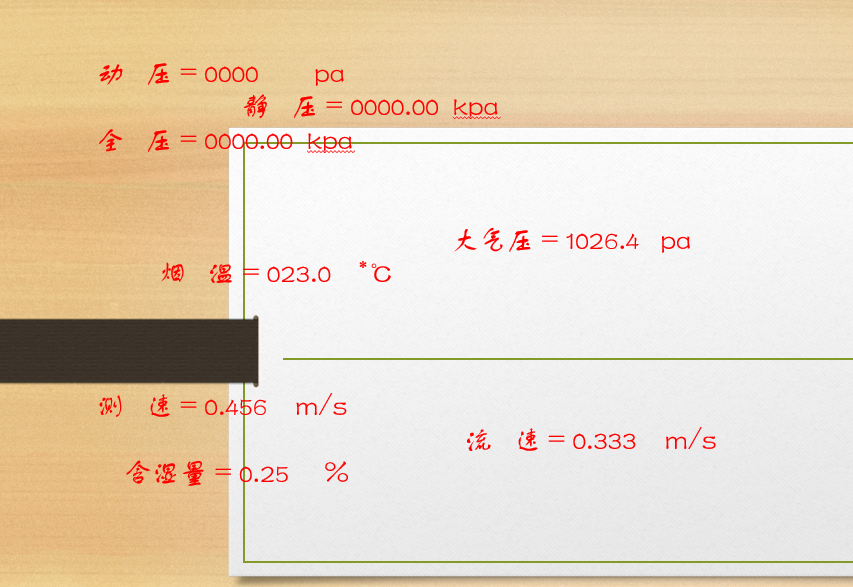 动 压＝0000 pa
静 压＝0000.00 kpa
全 压＝0000.00 kpa
大气压＝1026.4 pa
烟 温＝023.0 *℃
测 速＝0.456 m/s
流 速＝0.333 m/s
含湿量＝0.25 %